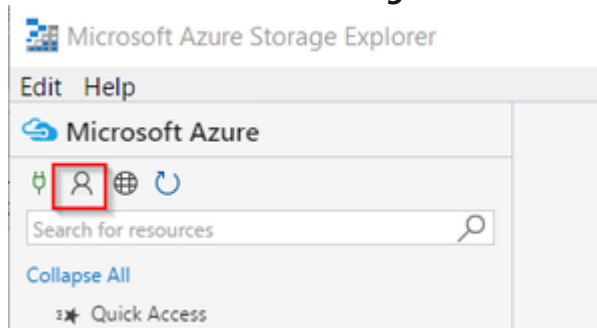 Microsoft Azure Storage Explorer
Edit Help
Microsoft Azure
Search for resources
Collapse All
Quick Access